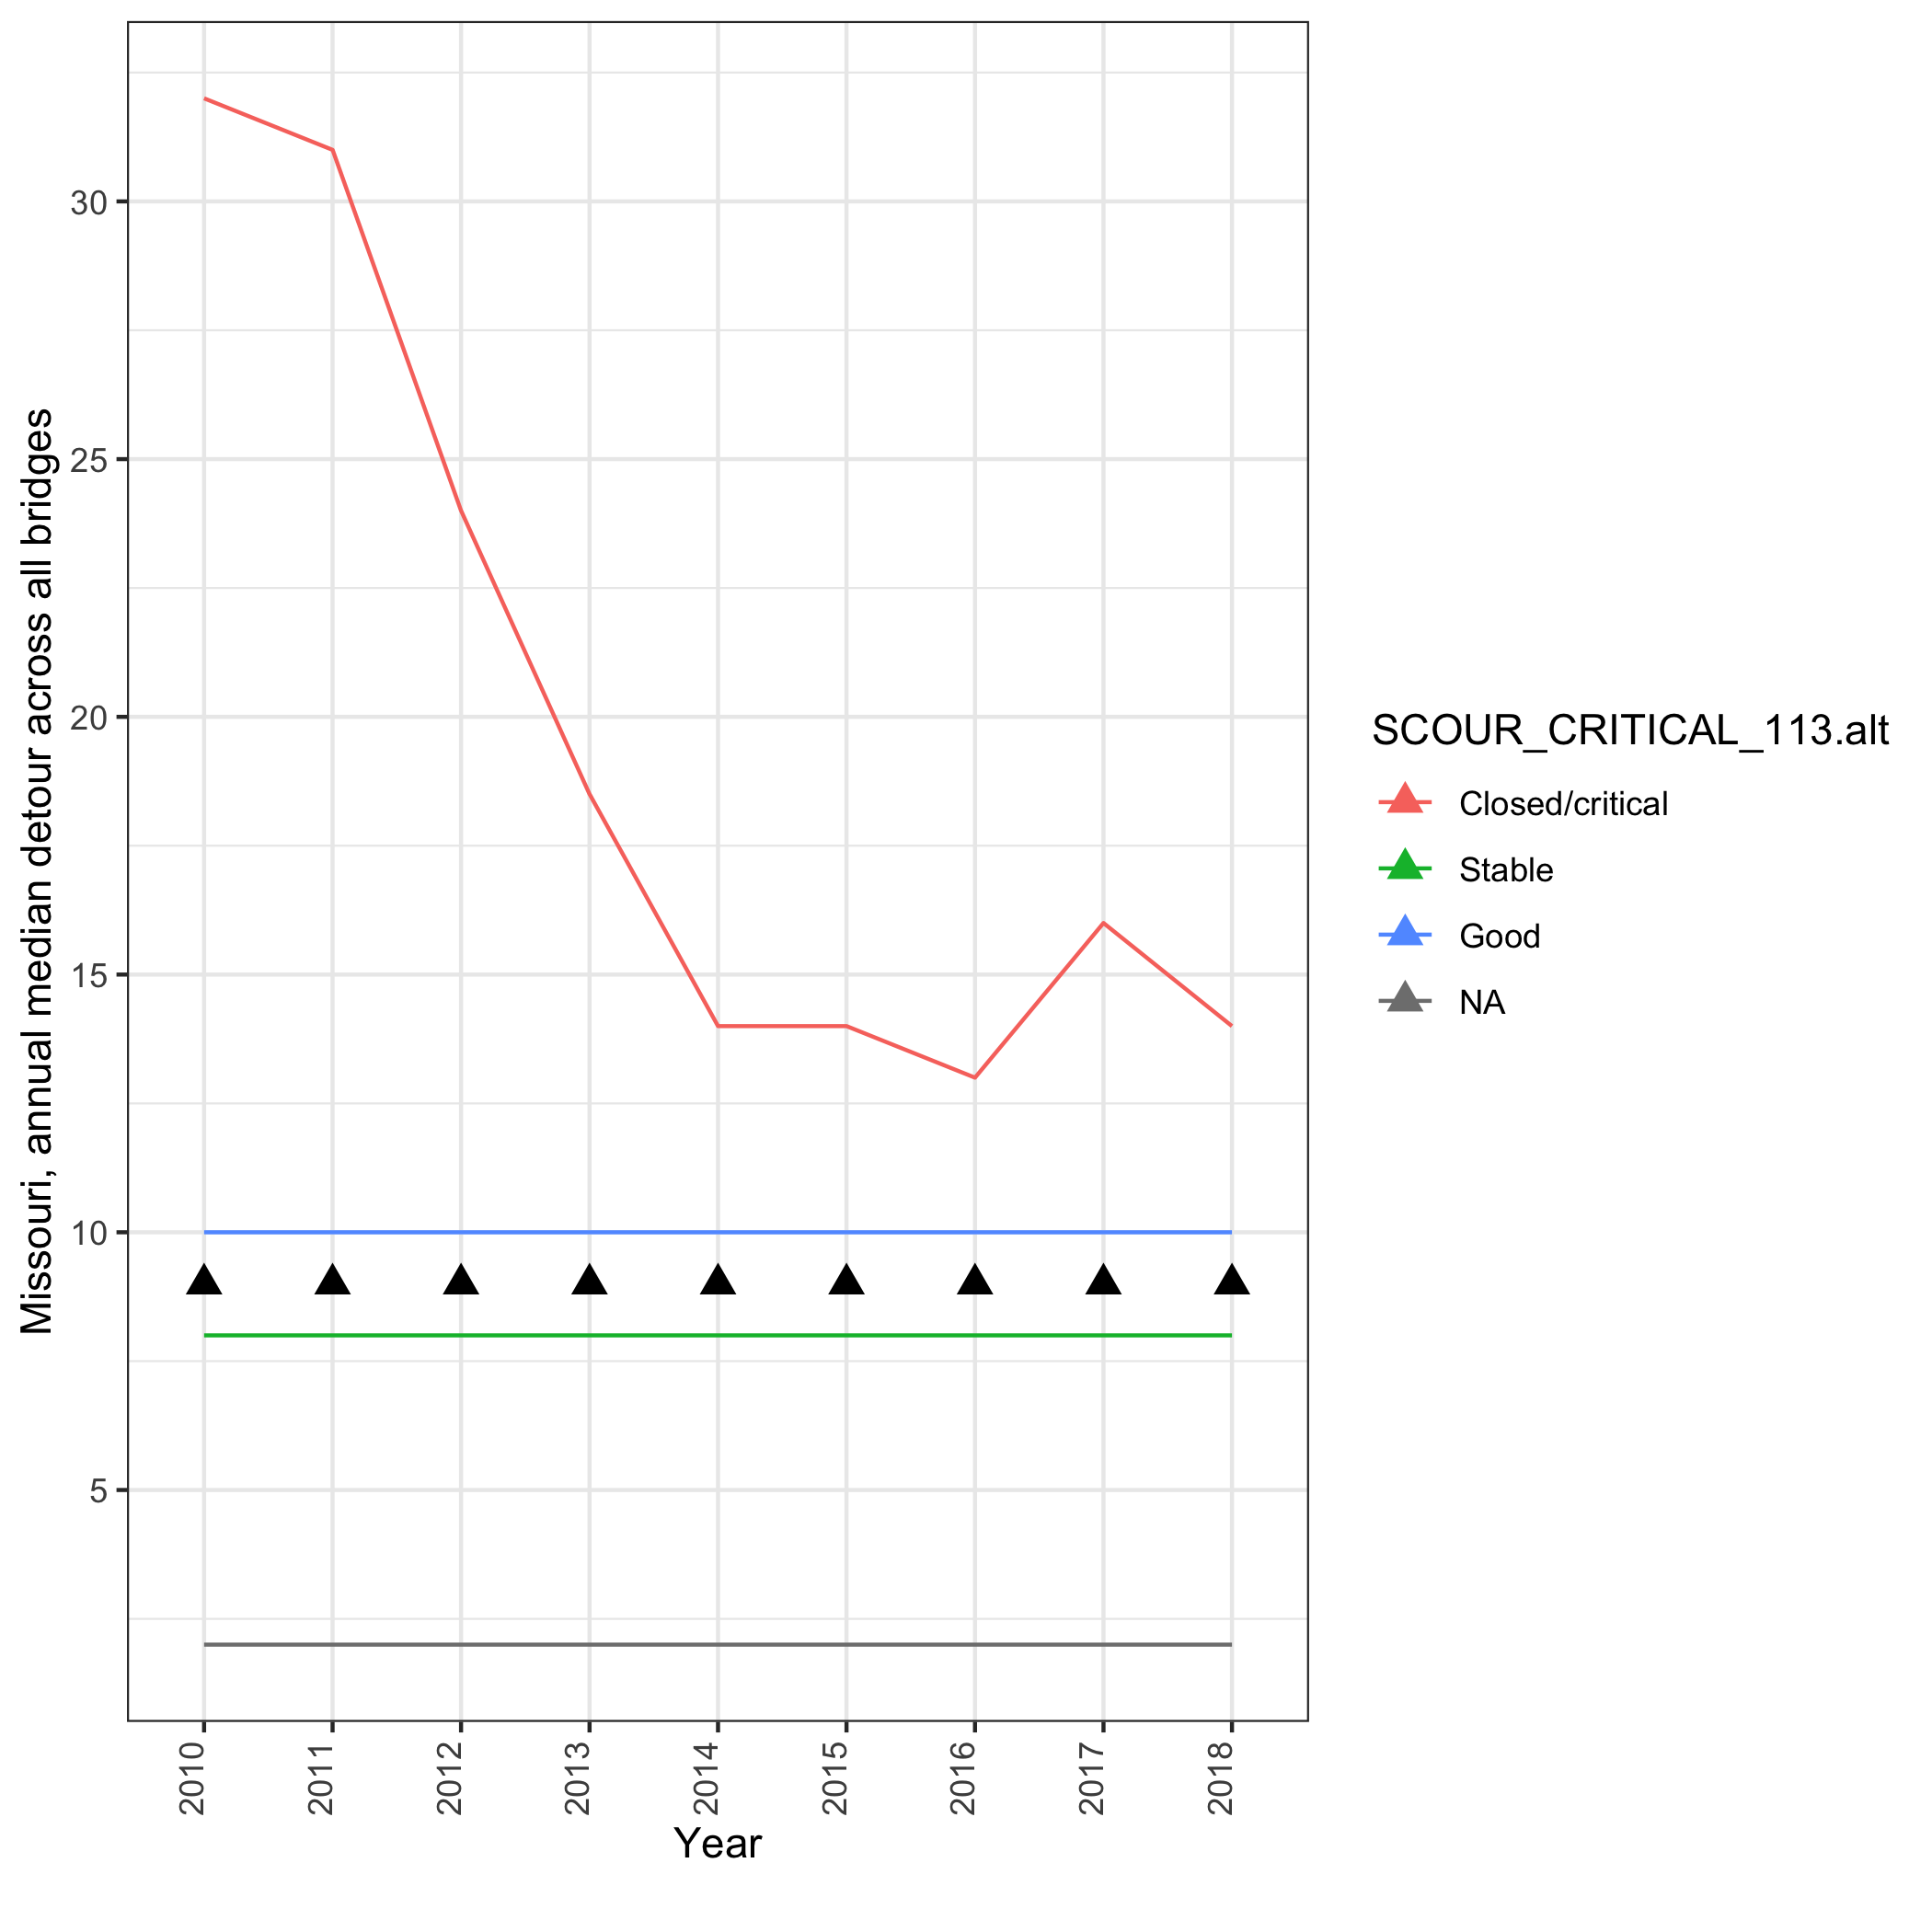 Missouri, annual median detour across all bridges
30
25
20
15
10
5
2010
2011
2012
2013
2014
2015
2016
2017
2018
Year
SCOUR_CRITICAL_113.alt
Closed/critical
Stable
Good
NA